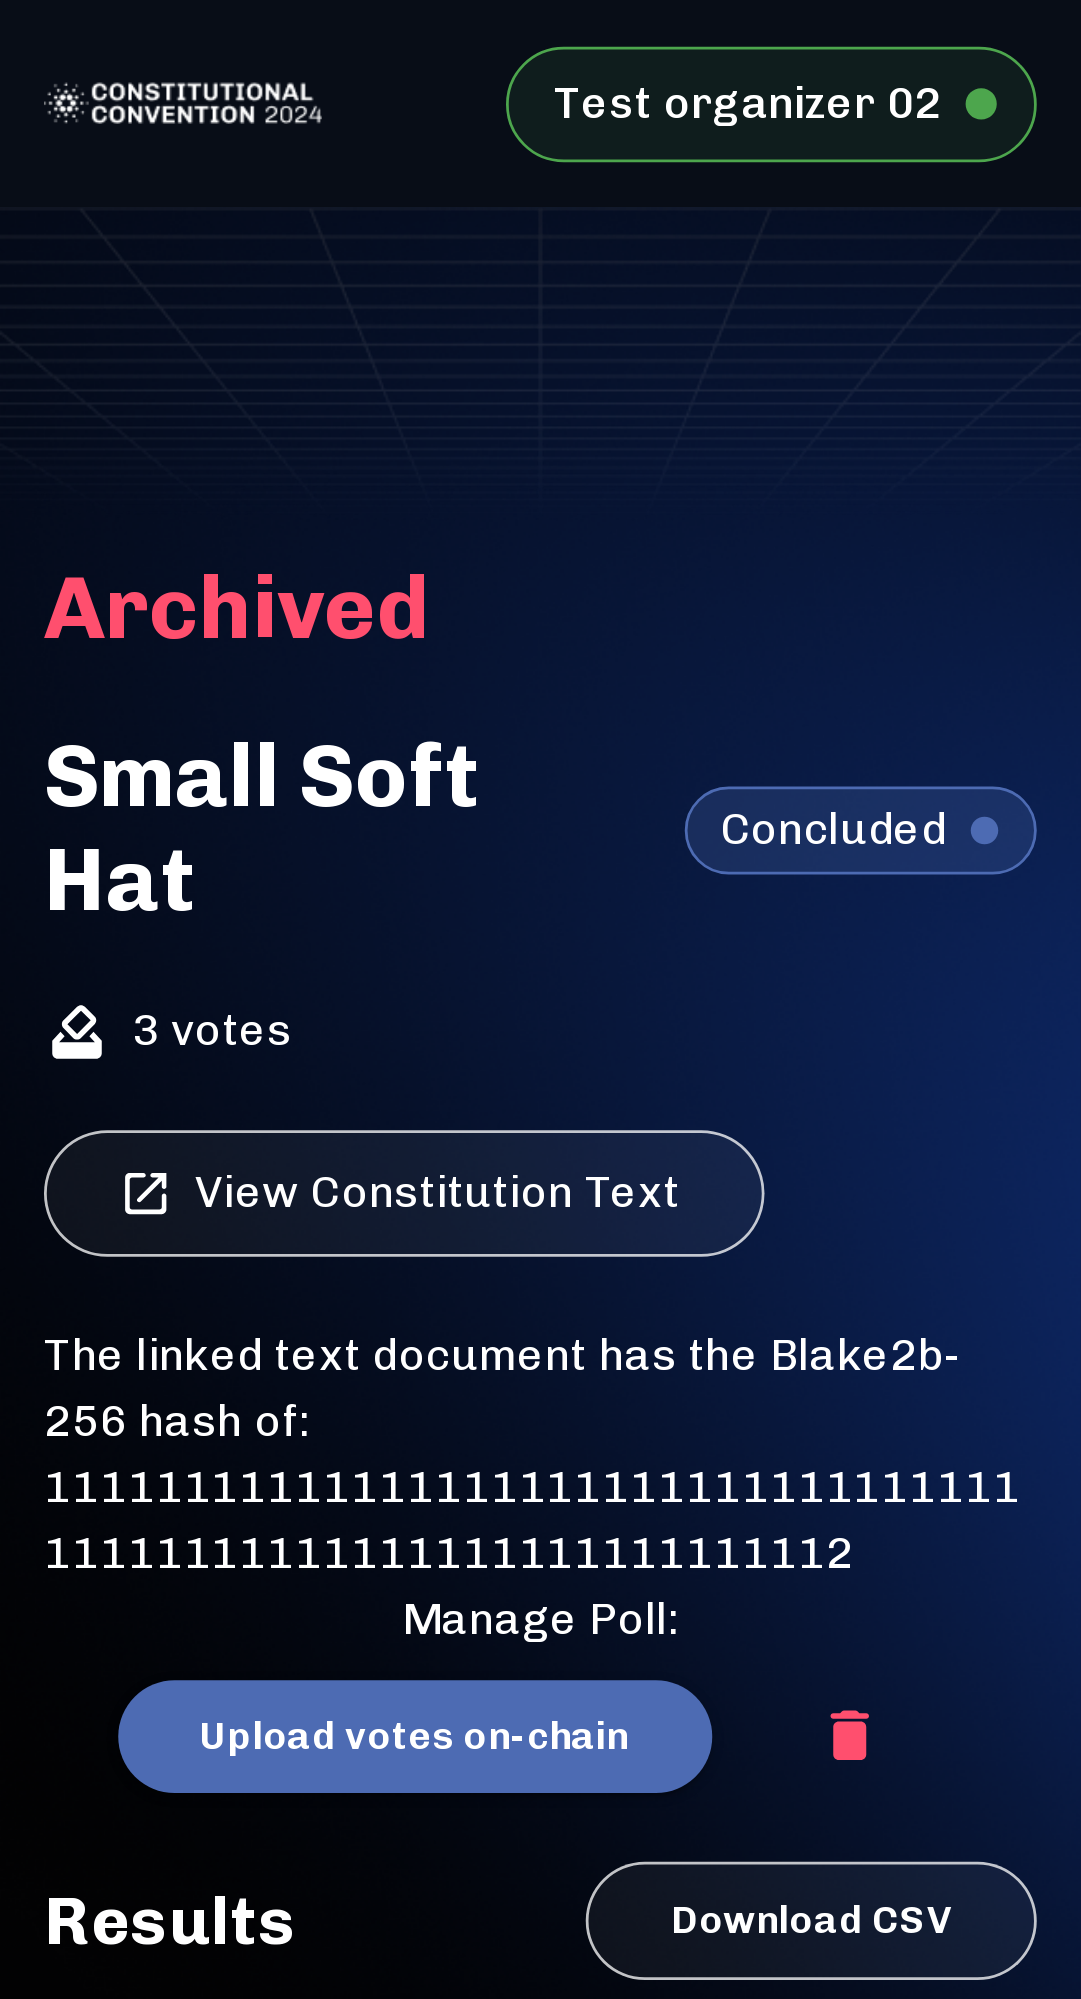 CONSTITUTIONAL
CONVENTION 2024
Test organizer 02
Archived
Small Soft
Hat
Concluded
3 votes
View Constitution Text
The linked text document has the Blake2b-
256 hash of:
11111111111111111111111111111111111
11111111111111111111111111112
Manage Poll:
Upload votes on-chain
Results
Download CSV